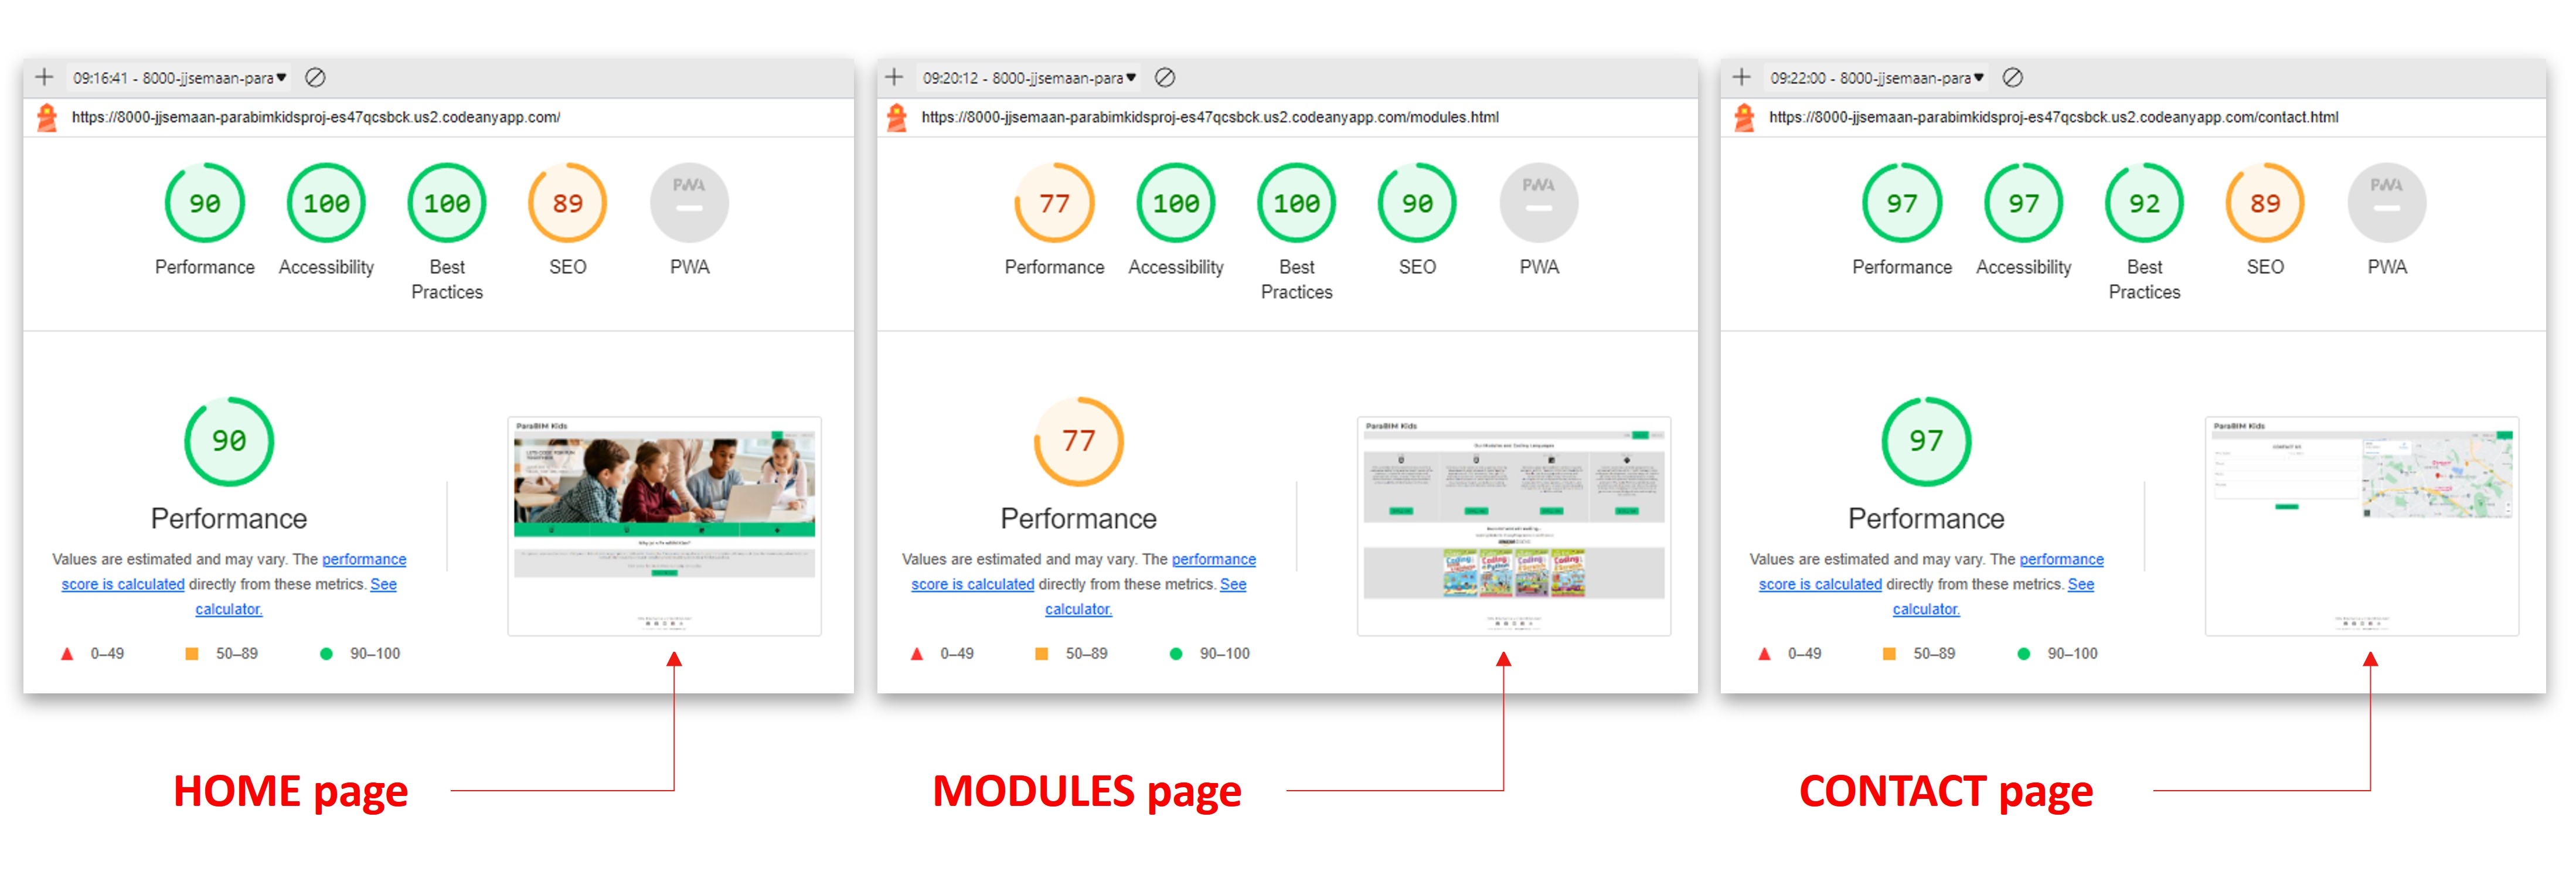 09:16:41 - 8000-jjsemaan-para
https://8000-jjsemaan-parabimkidsproj-es47qcsbck.us2.codeanyapp.com/
90
100
100
89
PWA
Performance
Accessibility
Best
Practices
SEO
PWA
90
Performance
Values are estimated and may vary. The performance
score is calculated directly from these metrics. See
calculator.
0–49
50–89
90–100
ParaBIM Kids
HOME page
09:20:12 - 8000-jjsemaan-para
https://8000-jjsemaan-parabimkidsproj-es47qcsbck.us2.codeanyapp.com/modules.html
77
100
100
90
PWA
Performance
Accessibility
Best
Practices
SEO
PWA
77
Performance
Values are estimated and may vary. The performance
score is calculated directly from these metrics. See
calculator.
0–49
50–89
90–100
ParaBIM Kids
Our Modules and Coding Languages
MODULES page
09:22:00 - 8000-jjsemaan-para
https://8000-jjsemaan-parabimkidsproj-es47qcsbck.us2.codeanyapp.com/contact.html
97
97
92
89
PWA
Performance
Accessibility
Best
Practices
SEO
PWA
97
Performance
Values are estimated and may vary. The performance
score is calculated directly from these metrics. See
calculator.
0–49
50–89
90–100
ParaBIM Kids
CONTACT US
CONTACT page